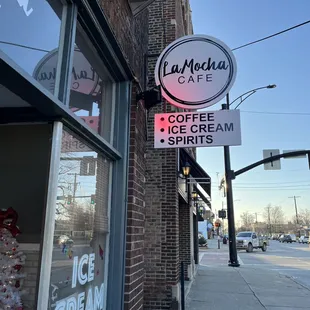 LaMocha
CAFE
• COFFEE
• ICE CREAM
• SPIRITS
ICE
CREAM